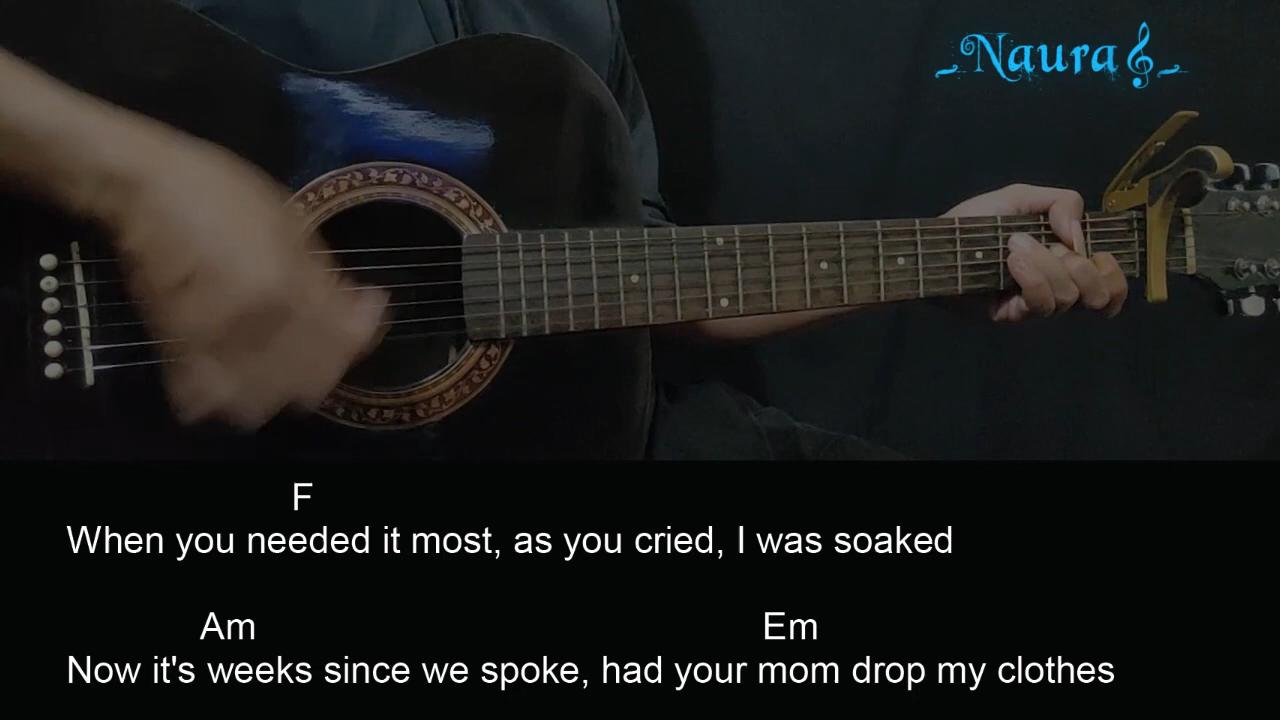 Naura
F
When you needed it most, as you cried, I was soaked
Am Em
Now it's weeks since we spoke, had your mom drop my clothes